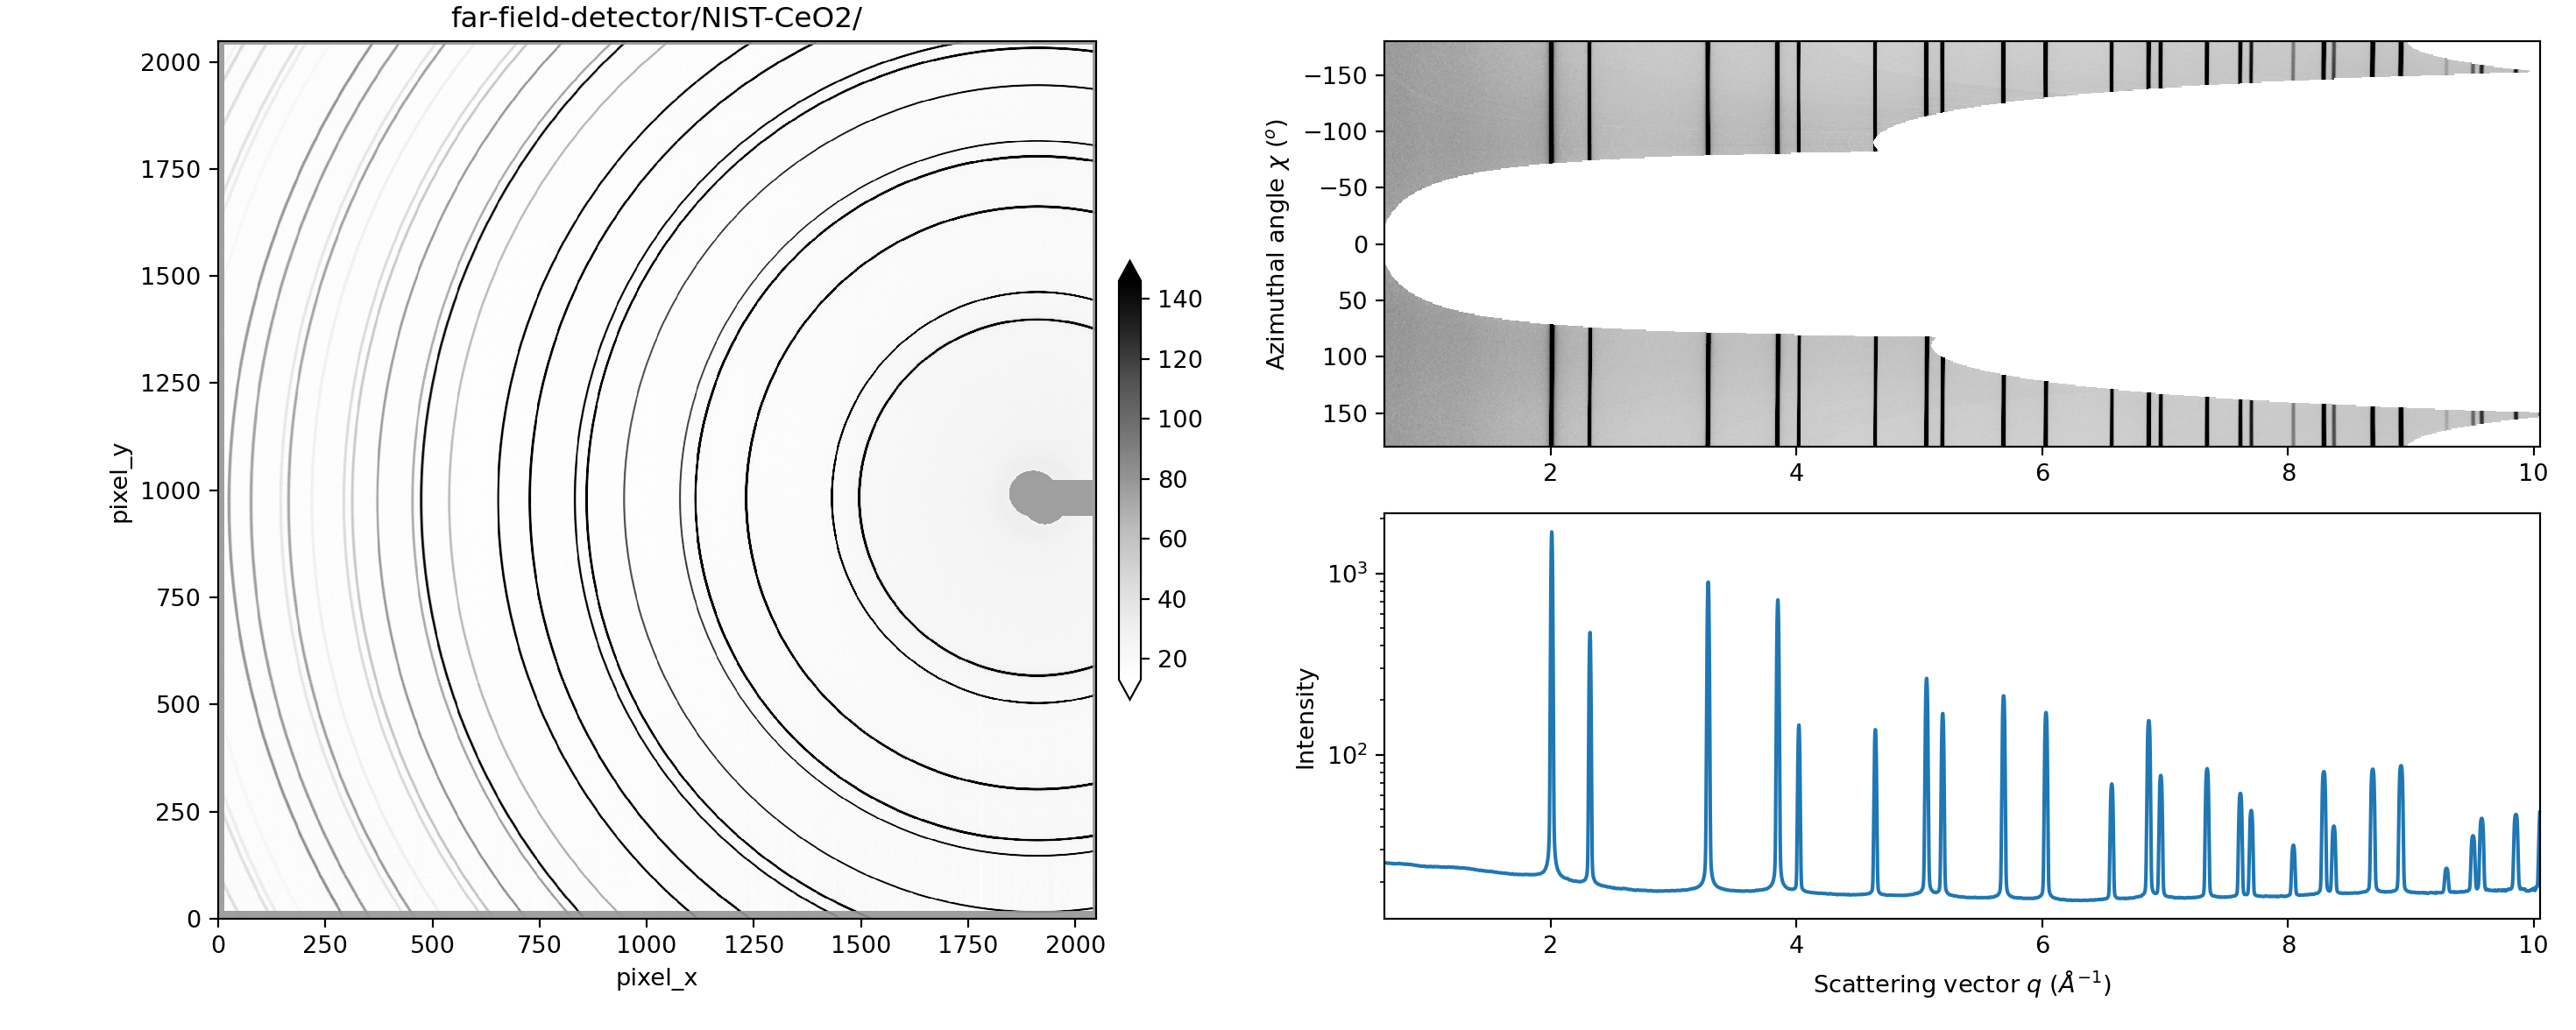 far-field-detector/NIST-CeO2/
2000
1750
1500
1250
1000
750
500
250
0
pixel_y
0 250 500 750 1000 1250 1500 1750 2000
pixel_x
140
120
100
80
60
40
20
−150
−100
−50
0
50
100
150
Azimuthal angle χ (°)
2 4 6 8 10
10³
10²
Intensity
2 4 6 8 10
Scattering vector q (Å⁻¹)